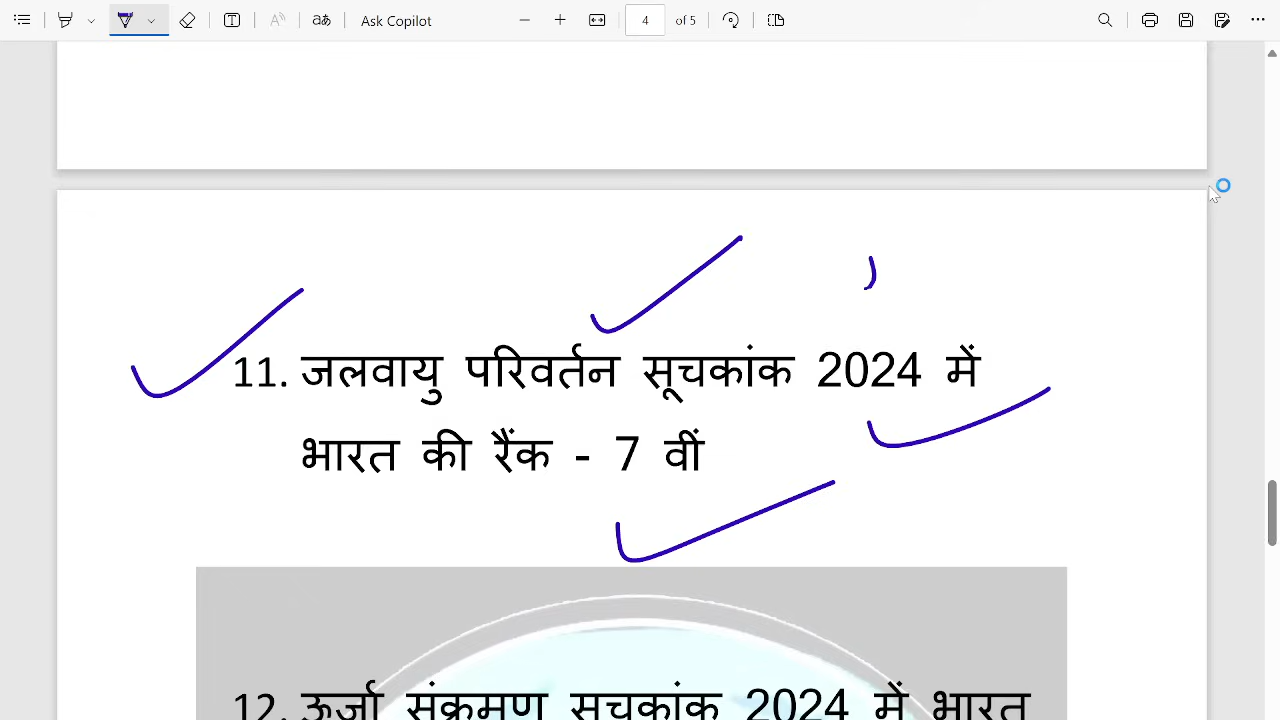 Ask Copilot 4 of 5
11. जलवायु परिवर्तन सूचकांक 2024 में
भारत की रैंक - 7 वीं
12. ऊर्जा संक्रमण सूचकांक 2024 में भारत